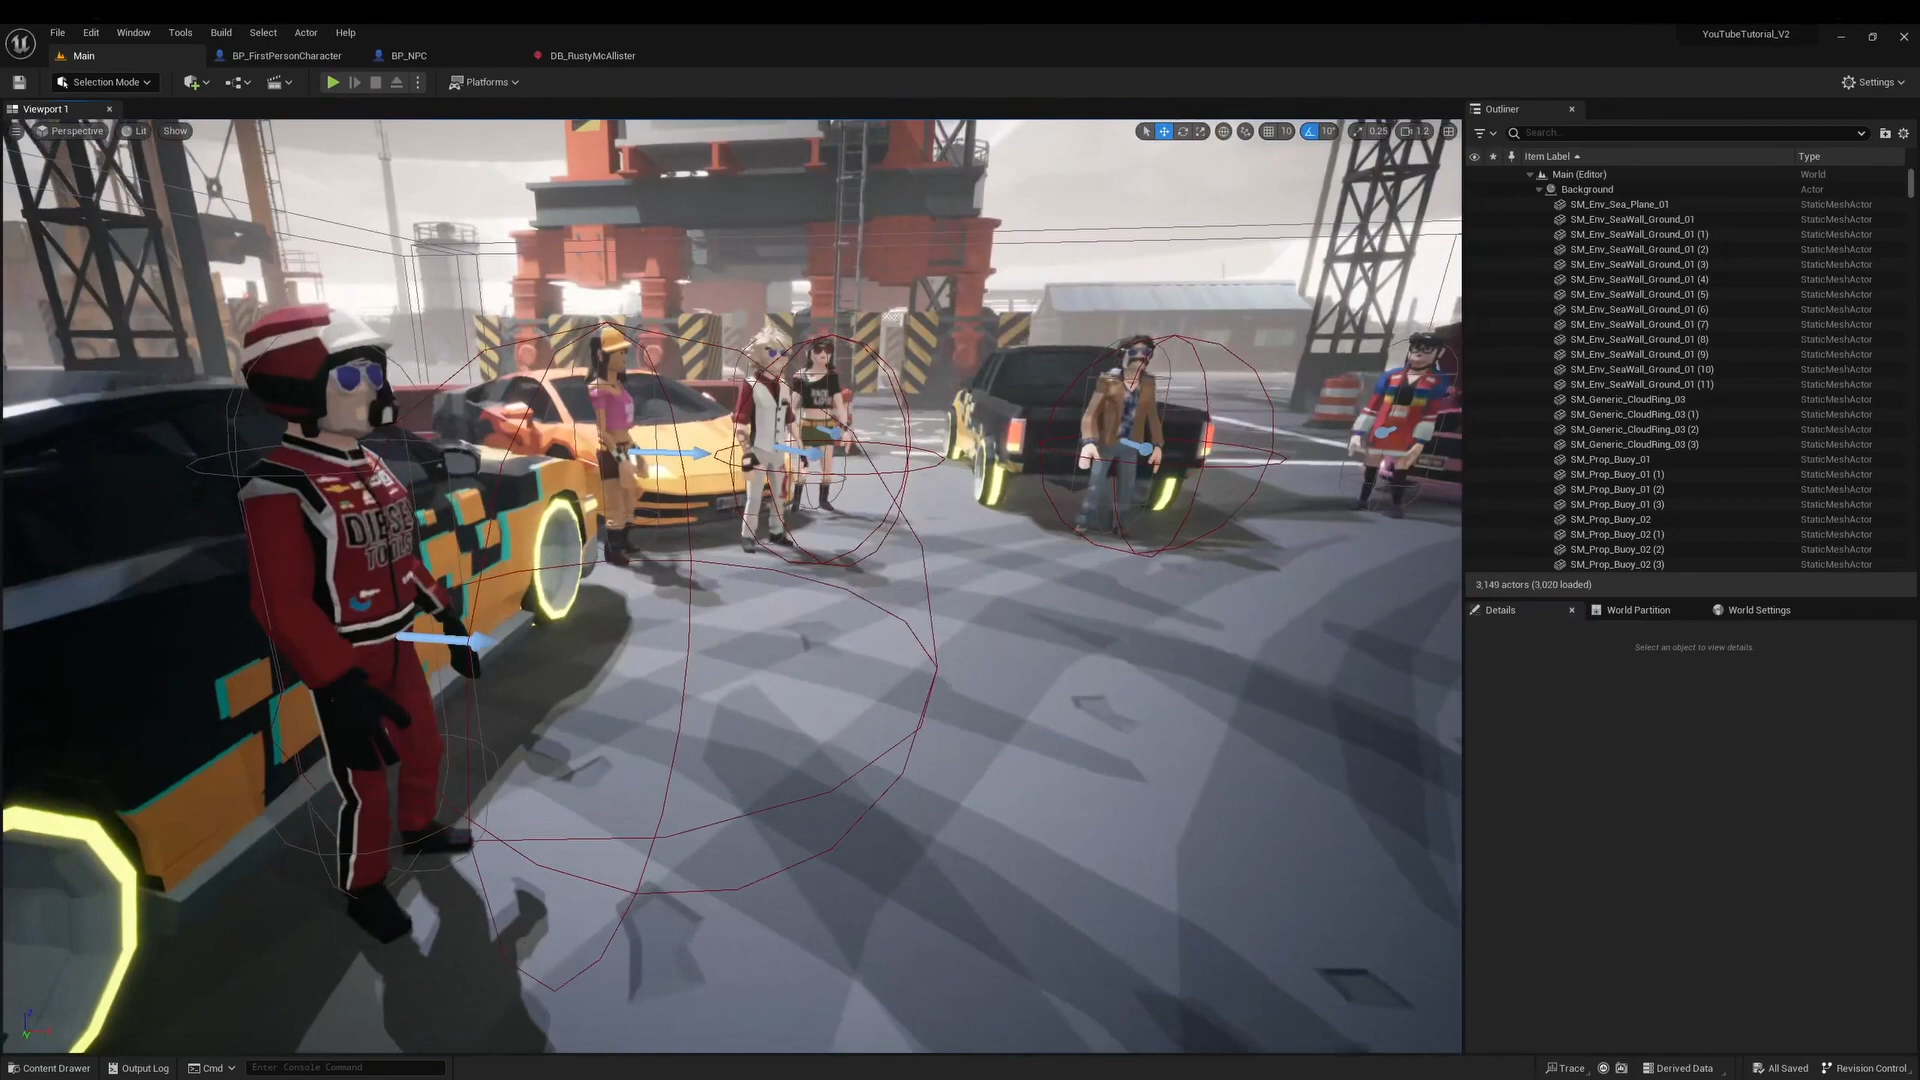 File Edit Window Tools Build Select Actor Help
YouTubeTutorial_V2
Main BP_FirstPersonCharacter BP_NPC DB_RustyMcAllister
Selection Mode Platforms Settings
Viewport 1
Perspective Lit Show 10 10° 0.25 1 2
DIESEL
TOOLS
RACE
Outliner
Search...
Item Label Type
Main (Editor) World
Background Actor
SM_Env_Sea_Plane_01 StaticMeshActor
SM_Env_SeaWall_Ground_01 StaticMeshActor
SM_Env_SeaWall_Ground_01 (1) StaticMeshActor
SM_Env_SeaWall_Ground_01 (2) StaticMeshActor
SM_Env_SeaWall_Ground_01 (3) StaticMeshActor
SM_Env_SeaWall_Ground_01 (4) StaticMeshActor
SM_Env_SeaWall_Ground_01 (5) StaticMeshActor
SM_Env_SeaWall_Ground_01 (6) StaticMeshActor
SM_Env_SeaWall_Ground_01 (7) StaticMeshActor
SM_Env_SeaWall_Ground_01 (8) StaticMeshActor
SM_Env_SeaWall_Ground_01 (9) StaticMeshActor
SM_Env_SeaWall_Ground_01 (10) StaticMeshActor
SM_Env_SeaWall_Ground_01 (11) StaticMeshActor
SM_Generic_CloudRing_03 StaticMeshActor
SM_Generic_CloudRing_03 (1) StaticMeshActor
SM_Generic_CloudRing_03 (2) StaticMeshActor
SM_Generic_CloudRing_03 (3) StaticMeshActor
SM_Prop_Buoy_01 StaticMeshActor
SM_Prop_Buoy_01 (1) StaticMeshActor
SM_Prop_Buoy_01 (2) StaticMeshActor
SM_Prop_Buoy_01 (3) StaticMeshActor
SM_Prop_Buoy_02 StaticMeshActor
SM_Prop_Buoy_02 (1) StaticMeshActor
SM_Prop_Buoy_02 (2) StaticMeshActor
SM_Prop_Buoy_02 (3) StaticMeshActor
3,149 actors (3,020 loaded)
Details World Partition World Settings
Select an object to view details.
Content Drawer Output Log Cmd Enter Console Command Trace Derived Data All Saved Revision Control